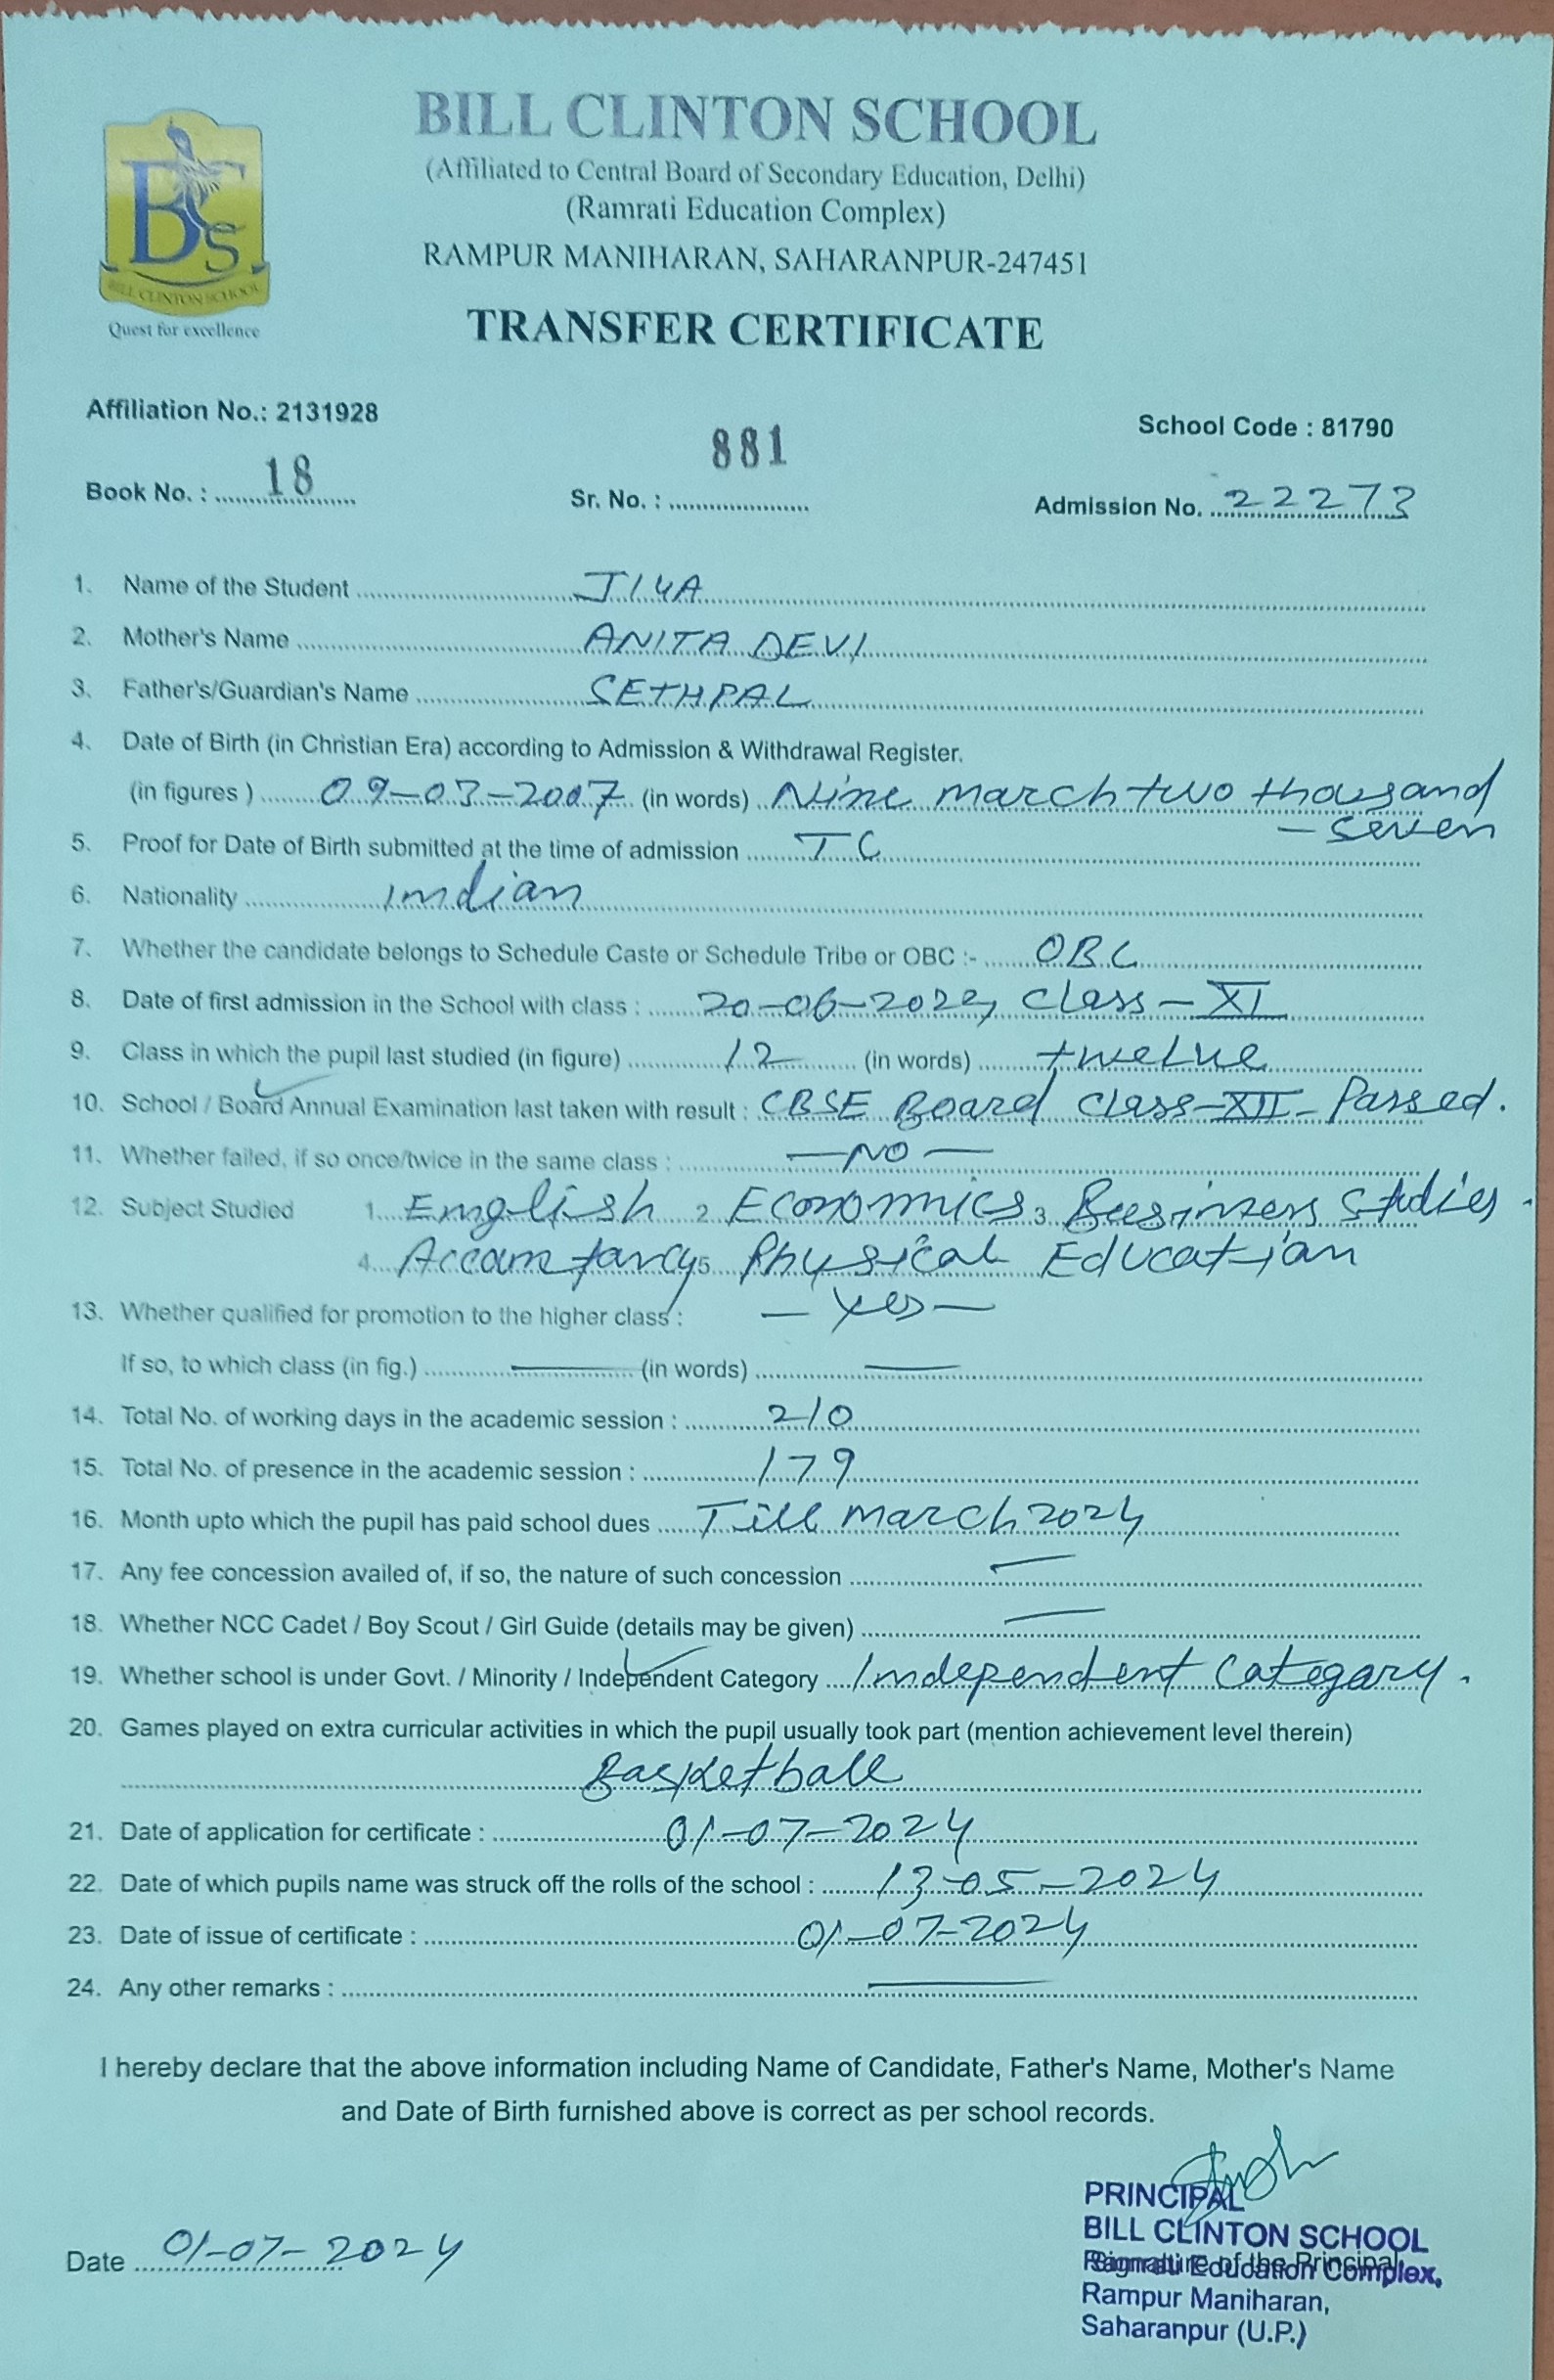 BILL CLINTON SCHOOL
(Affiliated to Central Board of Secondary Education, Delhi)
(Ramrati Education Complex)
RAMPUR MANIHARAN, SAHARANPUR-247451
BCS
BILL CLINTON SCHOOL
Quest for excellence
TRANSFER CERTIFICATE
Affiliation No.: 2131928 School Code : 81790
Book No. : 18 Sr. No. : 881 Admission No. 22273
1. Name of the Student JIYA
2. Mother's Name ANITA DEVI
3. Father's/Guardian's Name SETHPAL
4. Date of Birth (in Christian Era) according to Admission & Withdrawal Register.
(in figures ) 09-03-2007 (in words) Nine march two thousand
- seven
5. Proof for Date of Birth submitted at the time of admission TC
6. Nationality Indian
7. Whether the candidate belongs to Schedule Caste or Schedule Tribe or OBC :- OBC
8. Date of first admission in the School with class : 20-06-2022, Class - XI
9. Class in which the pupil last studied (in figure) 12 (in words) twelve
10. School / Board Annual Examination last taken with result : CBSE Board Class-XII - Passed.
11. Whether failed, if so once/twice in the same class : — NO —
12. Subject Studied 1. English 2. Economics 3. Business Studies.
4. Accountancy 5. Physical Education
13. Whether qualified for promotion to the higher class : — Yes —
If so, to which class (in fig.) — (in words) —
14. Total No. of working days in the academic session : 210
15. Total No. of presence in the academic session : 179
16. Month upto which the pupil has paid school dues Till march 2024
17. Any fee concession availed of, if so, the nature of such concession —
18. Whether NCC Cadet / Boy Scout / Girl Guide (details may be given) —
19. Whether school is under Govt. / Minority / Independent Category Independent Category.
20. Games played on extra curricular activities in which the pupil usually took part (mention achievement level therein)
Basketball
21. Date of application for certificate : 01-07-2024
22. Date of which pupils name was struck off the rolls of the school : 13-05-2024
23. Date of issue of certificate : 01-07-2024
24. Any other remarks : —
I hereby declare that the above information including Name of Candidate, Father's Name, Mother's Name
and Date of Birth furnished above is correct as per school records.
PRINCIPAL
BILL CLINTON SCHOOL
Date 01-07-2024
Signature of the Principal
Ramrati Education Complex,
Rampur Maniharan,
Saharanpur (U.P.)